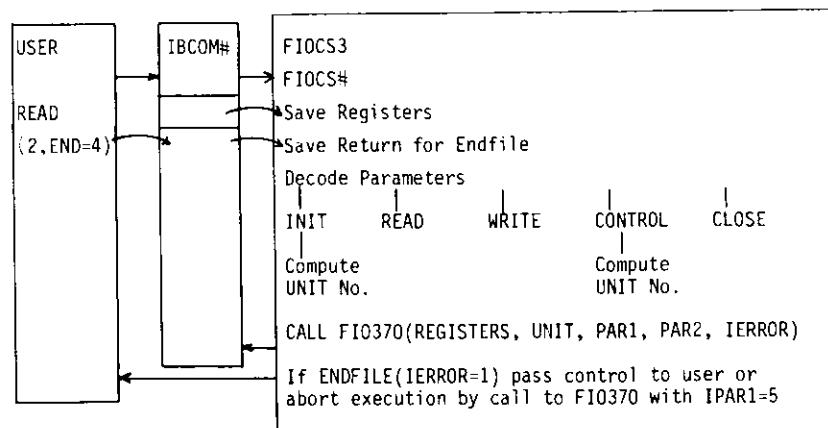 USER
READ
(2,END=4)
IBCOM#
FIOCS3
FIOCS#
Save Registers
Save Return for Endfile
Decode Parameters
INIT READ WRITE CONTROL CLOSE
Compute Compute
UNIT No. UNIT No.
CALL FIO370(REGISTERS, UNIT, PAR1, PAR2, IERROR)
If ENDFILE(IERROR=1) pass control to user or
abort execution by call to FIO370 with IPAR1=5